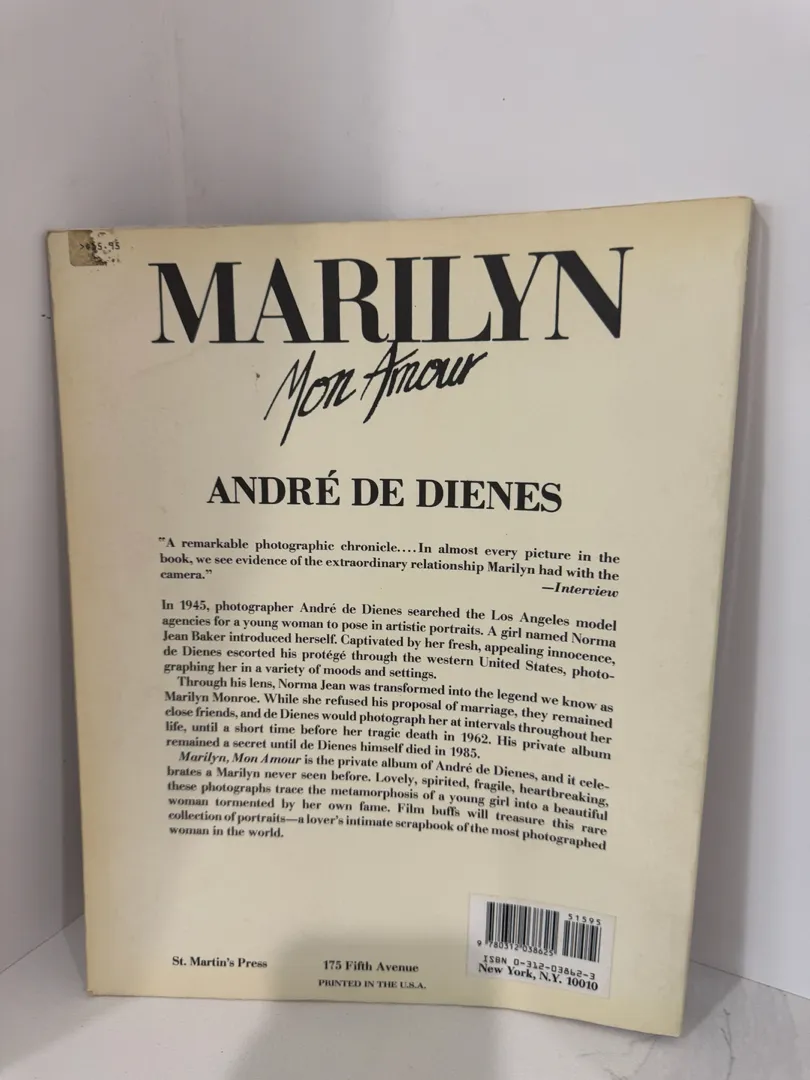 MARILYN
Mon Amour
ANDRÉ DE DIENES
"A remarkable photographic chronicle....In almost every picture in the
book, we see evidence of the extraordinary relationship Marilyn had with the
camera."
—Interview
In 1945, photographer André de Dienes searched the Los Angeles model
agencies for a young woman to pose in artistic portraits. A girl named Norma
Jean Baker introduced herself. Captivated by her fresh, appealing innocence,
de Dienes escorted his protégé through the western United States, photo-
graphing her in a variety of moods and settings.
Through his lens, Norma Jean was transformed into the legend we know as
Marilyn Monroe. While she refused his proposal of marriage, they remained
close friends, and de Dienes would photograph her at intervals throughout her
life, until a short time before her tragic death in 1962. His private album
remained a secret until de Dienes himself died in 1985.
Marilyn, Mon Amour is the private album of André de Dienes, and it cele-
brates a Marilyn never seen before. Lovely, spirited, fragile, heartbreaking,
these photographs trace the metamorphosis of a young girl into a beautiful
woman tormented by her own fame. Film buffs will treasure this rare
collection of portraits—a lover's intimate scrapbook of the most photographed
woman in the world.
51595
9 780312 038625
ISBN 0-312-03862-3
St. Martin's Press 175 Fifth Avenue New York, N.Y. 10010
PRINTED IN THE U.S.A.